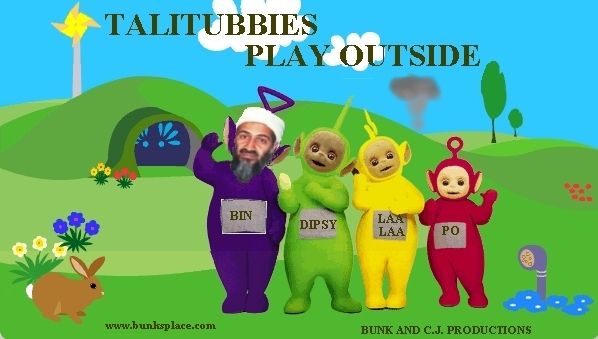 TALITUBBIES
PLAY OUTSIDE
BIN
DIPSY
LAA
LAA
PO
www.bunksplace.com
BUNK AND C.J. PRODUCTIONS